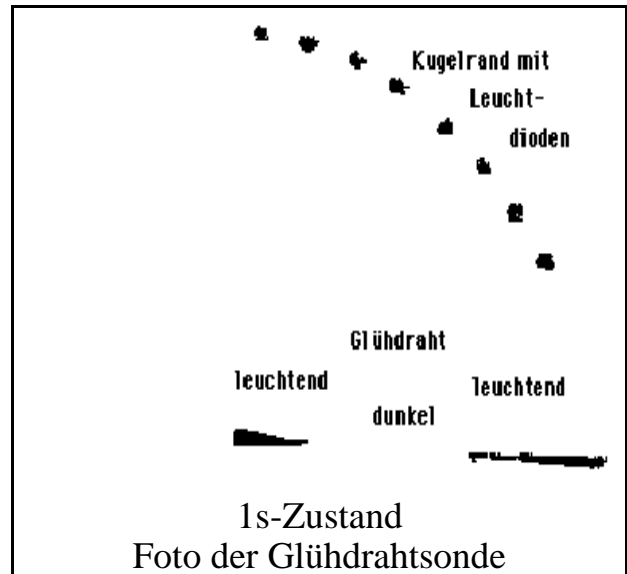 Kugelrand mit
Leucht-
dioden
Glühdraht
leuchtend
leuchtend
dunkel
1s-Zustand
Foto der Glühdrahtsonde